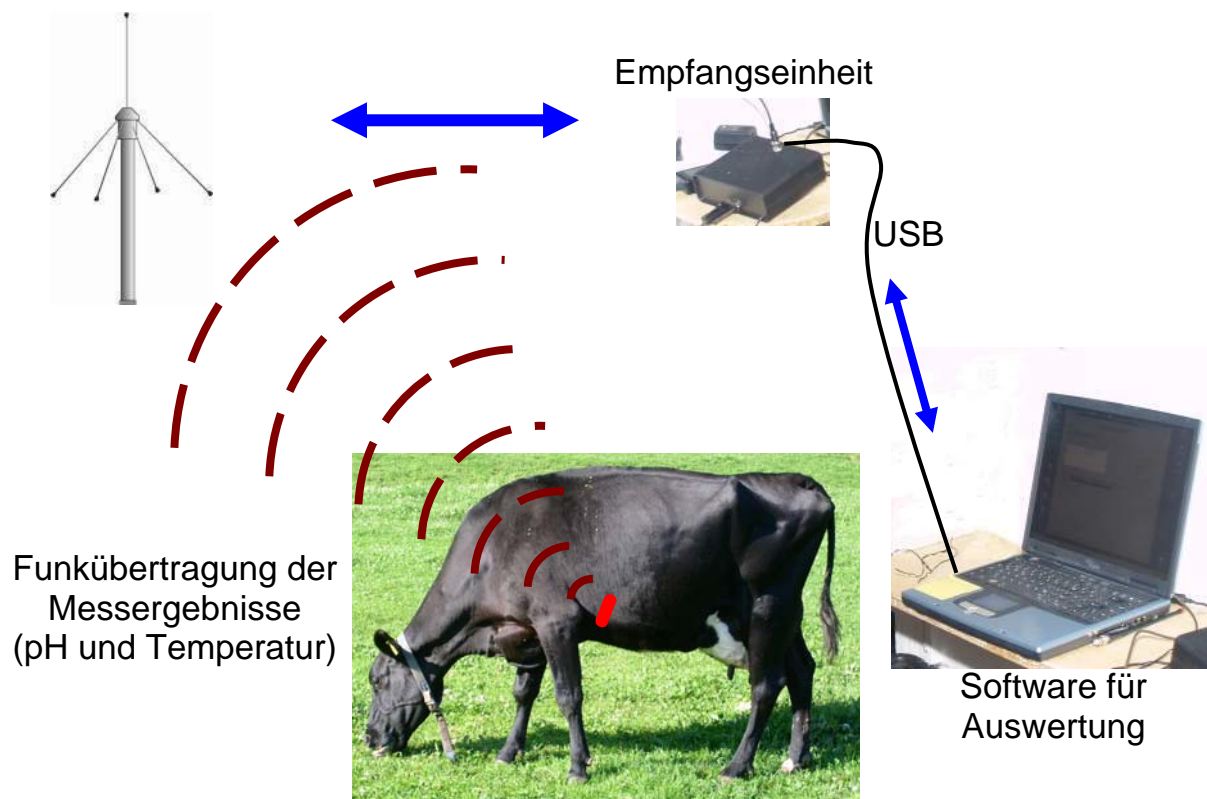 Empfangseinheit
USB
Funkübertragung der
Messergebnisse
(pH und Temperatur)
Software für
Auswertung